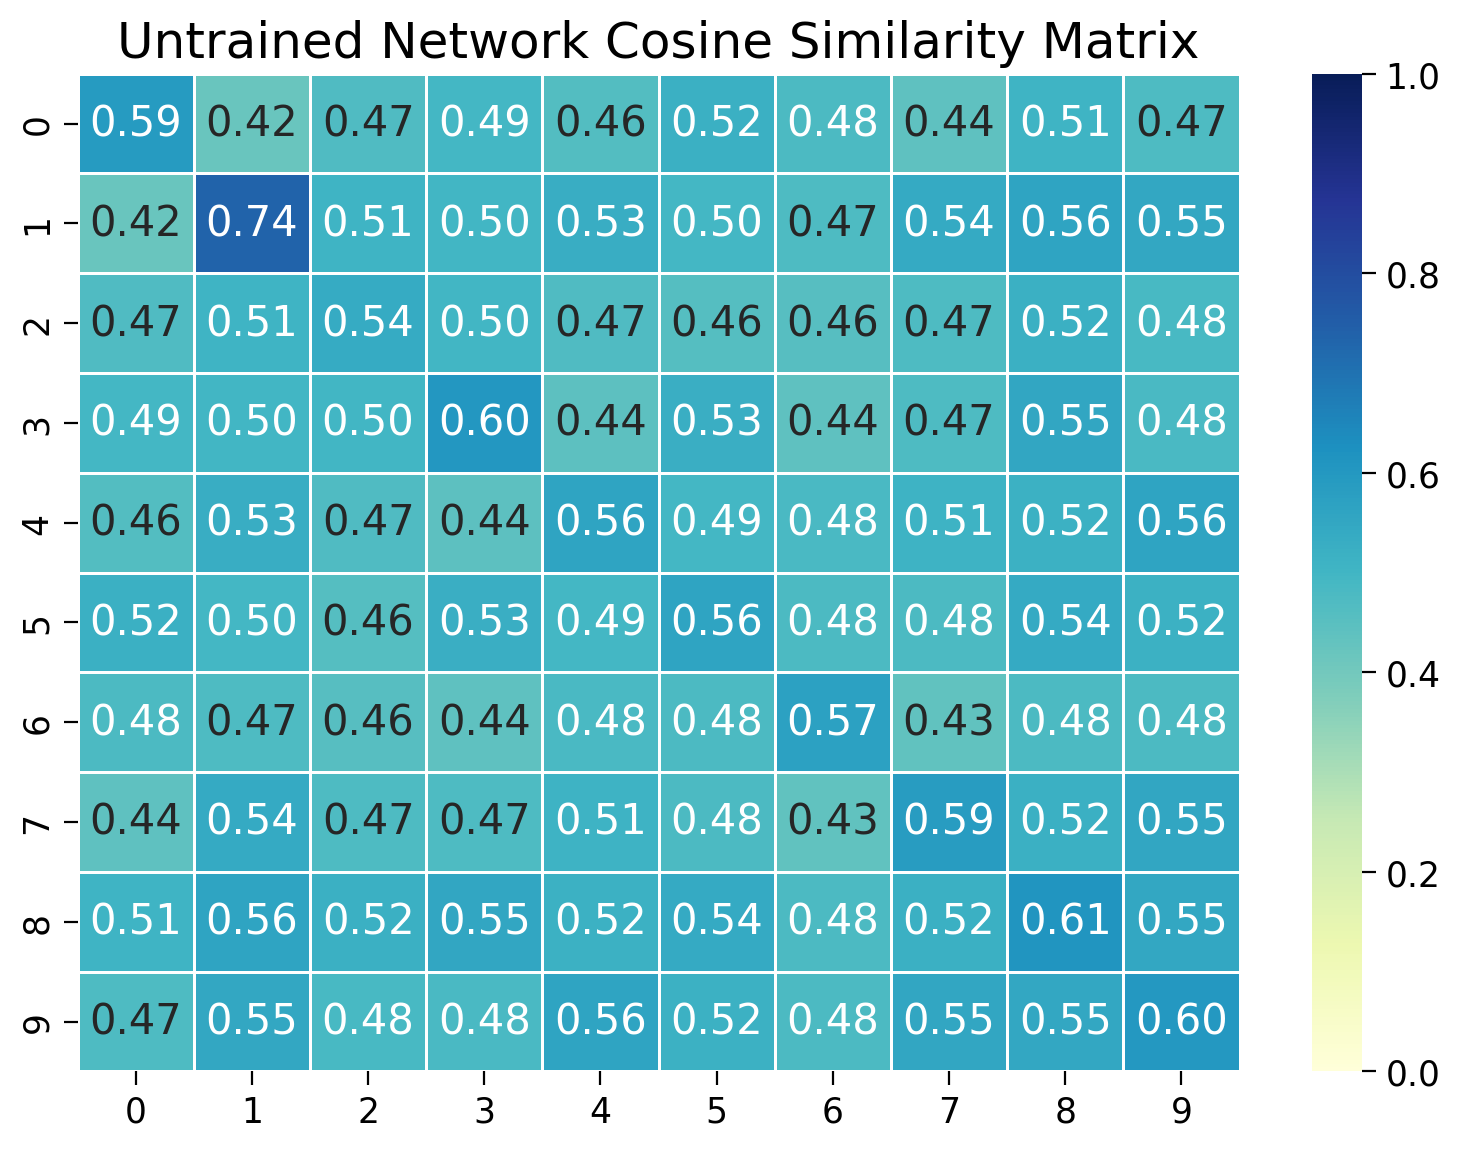 Untrained Network Cosine Similarity Matrix
0 0.59 0.42 0.47 0.49 0.46 0.52 0.48 0.44 0.51 0.47
1 0.42 0.74 0.51 0.50 0.53 0.50 0.47 0.54 0.56 0.55
2 0.47 0.51 0.54 0.50 0.47 0.46 0.46 0.47 0.52 0.48
3 0.49 0.50 0.50 0.60 0.44 0.53 0.44 0.47 0.55 0.48
4 0.46 0.53 0.47 0.44 0.56 0.49 0.48 0.51 0.52 0.56
5 0.52 0.50 0.46 0.53 0.49 0.56 0.48 0.48 0.54 0.52
6 0.48 0.47 0.46 0.44 0.48 0.48 0.57 0.43 0.48 0.48
7 0.44 0.54 0.47 0.47 0.51 0.48 0.43 0.59 0.52 0.55
8 0.51 0.56 0.52 0.55 0.52 0.54 0.48 0.52 0.61 0.55
9 0.47 0.55 0.48 0.48 0.56 0.52 0.48 0.55 0.55 0.60
0 1 2 3 4 5 6 7 8 9
1.0
0.8
0.6
0.4
0.2
0.0